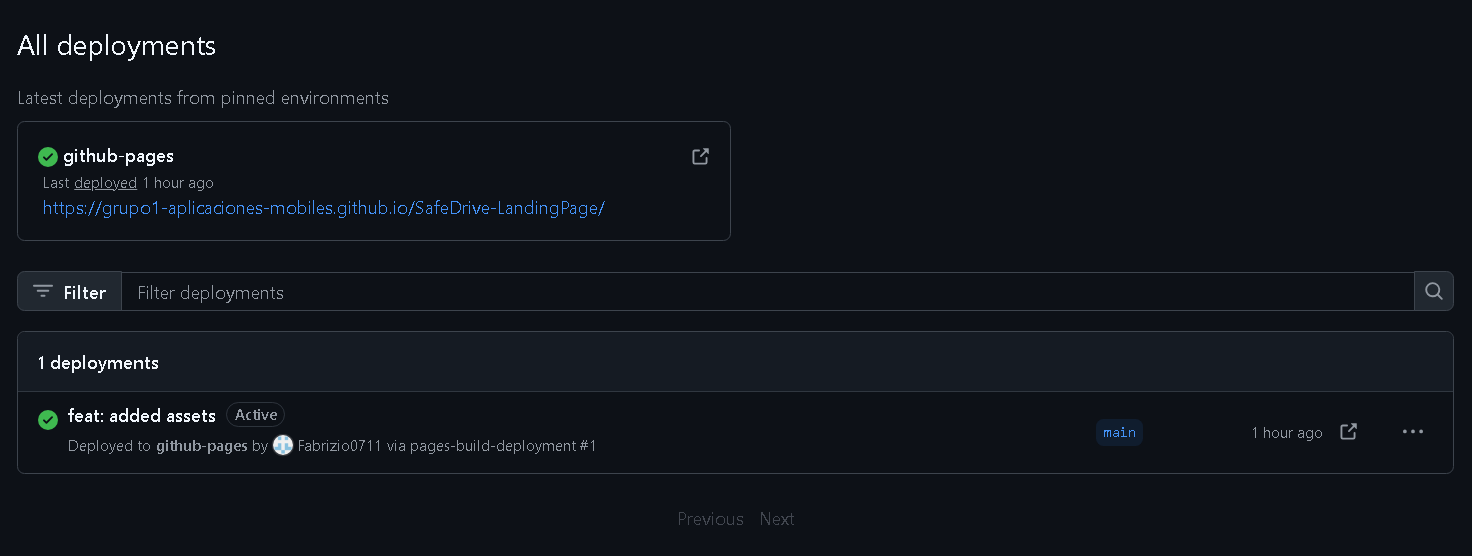 All deployments
Latest deployments from pinned environments
github-pages
Last deployed 1 hour ago
https://grupo1-aplicaciones-mobiles.github.io/SafeDrive-LandingPage/
Filter
Filter deployments
1 deployments
feat: added assets Active
Deployed to github-pages by Fabrizio0711 via pages-build-deployment #1
main
1 hour ago
Previous Next